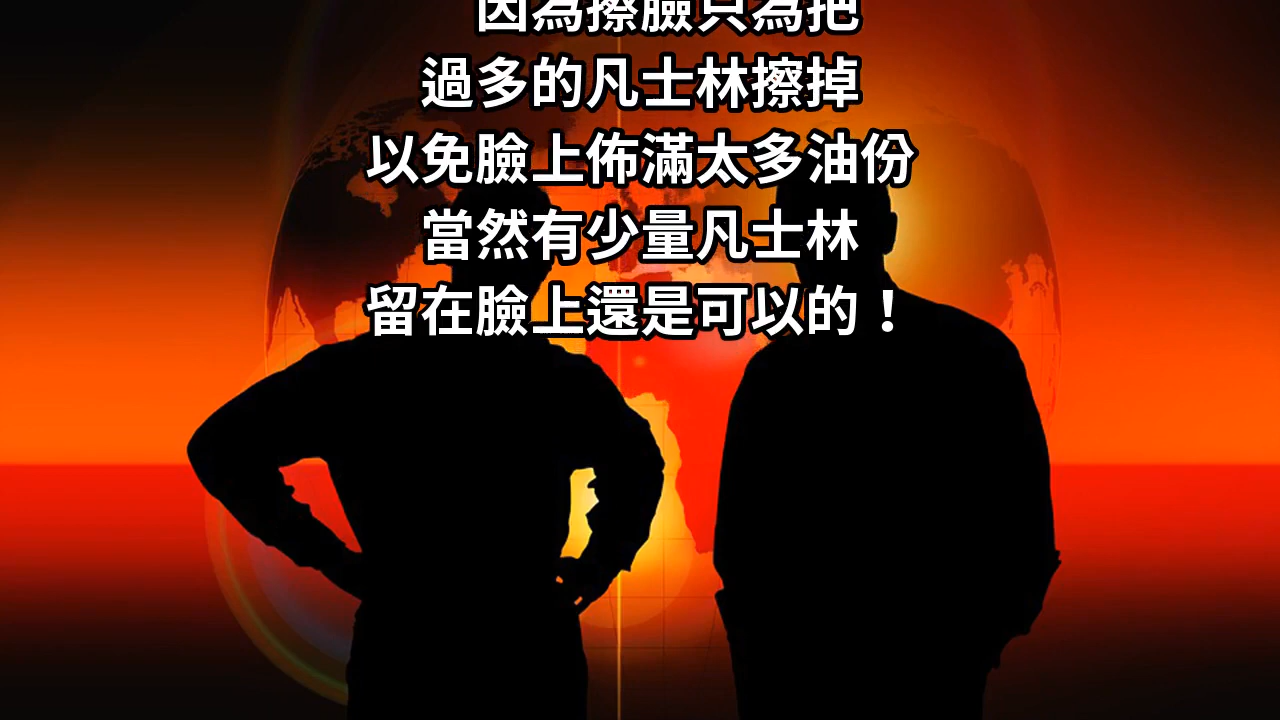 因為擦臉只為把
過多的凡士林擦掉
以免臉上佈滿太多油份
當然有少量凡士林
留在臉上還是可以的！